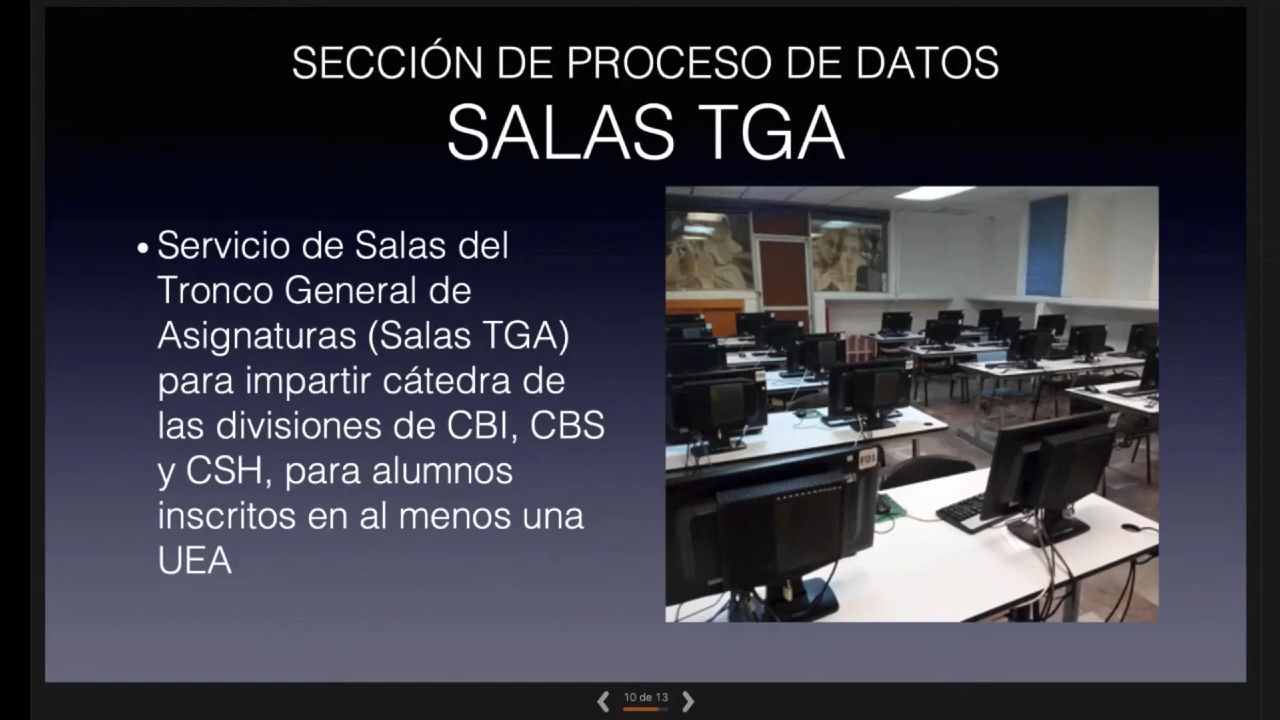 SECCIÓN DE PROCESO DE DATOS
SALAS TGA
• Servicio de Salas del
Tronco General de
Asignaturas (Salas TGA)
para impartir cátedra de
las divisiones de CBI, CBS
y CSH, para alumnos
inscritos en al menos una
UEA
10 de 13